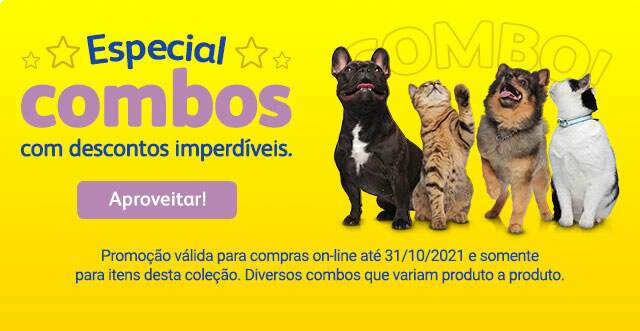 Especial
combos
com descontos imperdíveis.
Aproveitar!
COMBO!
Promoção válida para compras on-line até 31/10/2021 e somente
para itens desta coleção. Diversos combos que variam produto a produto.